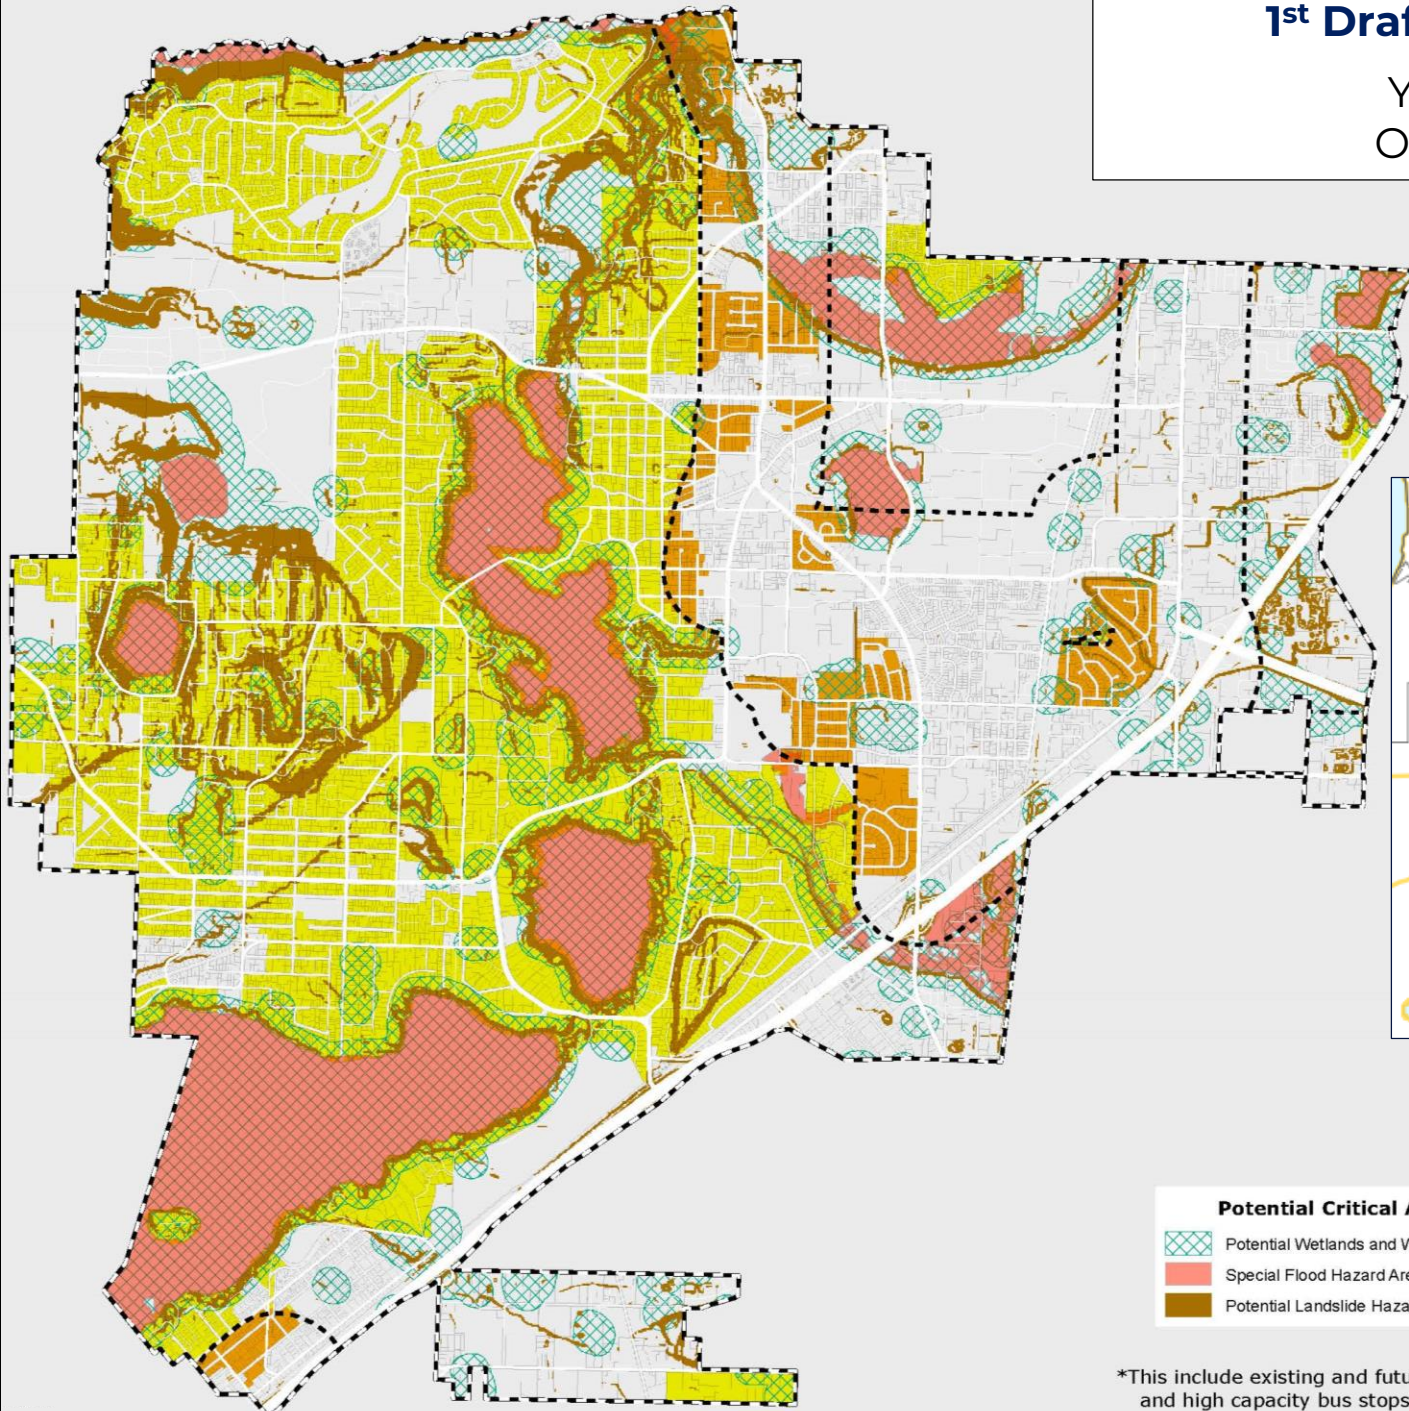 1st Draf
Y
O
Potential Critical A
Potential Wetlands and W
Special Flood Hazard Are
Potential Landslide Haza
*This include existing and futu
and high capacity bus stops